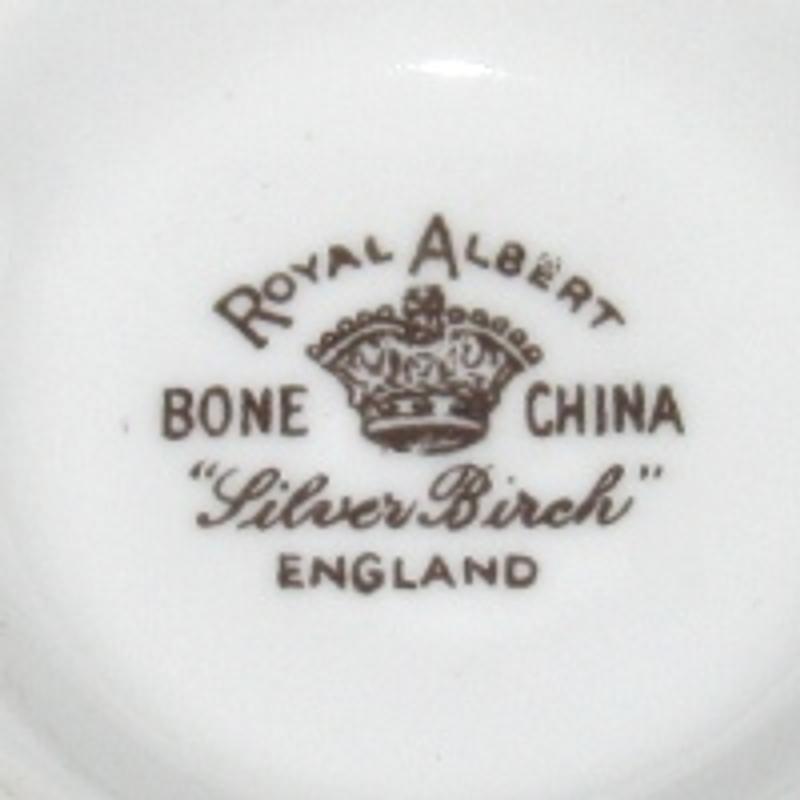 ROYAL ALBERT
BONE CHINA
"Silver Birch"
ENGLAND